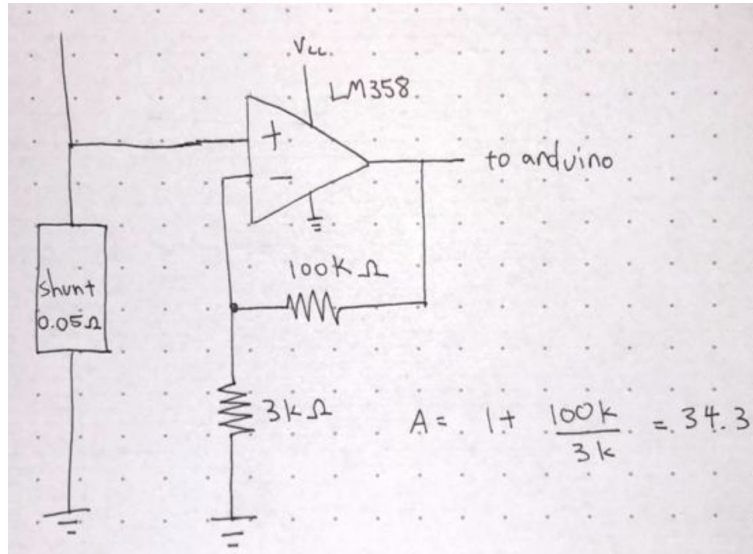 Vcc
LM358
+
−
to arduino
100k Ω
shunt
0.05Ω
3k Ω
A = 1 + 100k / 3k = 34.3